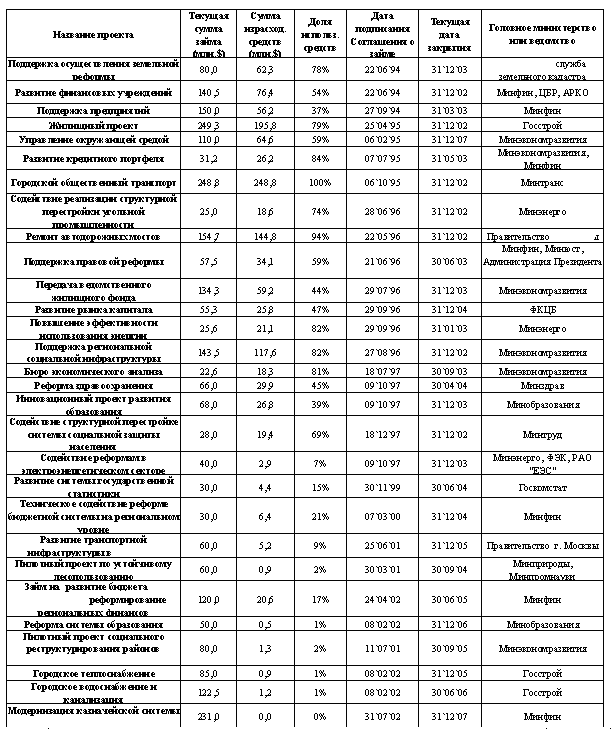 Название проекта
Текущая сумма займа (млн.$)
Сумма израсход. средств (млн.$)
Доля использ. средств
Дата подписания Соглашения о займе
Текущая дата закрытия
Головное министерство или ведомство
Поддержка осуществления земельной реформы 80,0 62,3 78% 22`06`94 31`12`03 служба земельного кадастра
Развитие финансовых учреждений 140,5 76,4 54% 22`06`94 31`12`02 Минфин, ЦБР, АРКО
Поддержка предприятий 150,0 56,2 37% 27`09`94 31`03`03 Минфин
Жилищный проект 249,3 195,8 79% 25`04`95 31`12`02 Госстрой
Управление окружающей средой 110,0 64,6 59% 06`02`95 31`12`07 Минэкономразвития
Развитие кредитного портфеля 31,2 26,2 84% 07`07`95 31`05`03 Минэкономразвития, Минфин
Городской общественный транспорт 248,8 248,8 100% 06`10`95 31`12`02 Минтранс
Содействие реализации структурной перестройки угольной промышленности 25,0 18,6 74% 28`06`96 31`12`02 Минэнерго
Ремонт автодорожных мостов 154,7 144,8 94% 22`05`96 31`12`02 Правительство
Поддержка правовой реформы 57,5 34,1 59% 21`06`96 30`06`03 Минфин, Минюст, Администрация Президента
Передача ведомственного жилищного фонда 134,3 59,2 44% 29`07`96 31`12`03 Минэкономразвития
Развитие рынка капитала 55,3 25,8 47% 29`09`96 31`12`04 ФКЦБ
Повышение эффективности использования энергии 25,6 21,1 82% 29`09`96 31`01`03 Минэнерго
Поддержка региональной социальной инфраструктуры 143,5 117,6 82% 27`08`96 31`12`02 Минэкономразвития
Бюро экономического анализа 22,6 18,3 81% 18`07`97 30`09`03 Минэкономразвития
Реформа здравоохранения 66,0 29,9 45% 09`10`97 30`04`04 Минздрав
Инновационный проект развития образования 68,0 26,8 39% 09`10`97 31`12`03 Минобразования
Содействие структурной перестройке системы социальной защиты населения 28,0 19,4 69% 18`12`97 31`12`02 Минтруд
Содействие реформам в электроэнергетическом секторе 40,0 2,9 7% 09`10`97 31`12`03 Минэнерго, ФЭК, РАО "ЕЭС"
Развитие системы государственной статистики 30,0 4,4 15% 30`11`99 30`06`04 Госкомстат
Техническое содействие реформе бюджетной системы на региональном уровне 30,0 6,4 21% 07`03`00 31`12`04 Минфин
Развитие транспортной инфраструктуры в 60,0 5,2 9% 25`06`01 31`12`05 Правительство г. Москвы
Пилотный проект по устойчивому лесопользованию 60,0 0,9 2% 30`03`01 30`09`04 Минприроды, Минпромнауки
Займ на развитие бюджета реформирование региональных финансов 120,0 20,6 17% 24`04`02 30`06`05 Минфин
Реформа системы образования 50,0 0,5 1% 08`02`02 31`12`06 Минобразования
Пилотный проект социального реструктурирования районов 80,0 1,3 2% 11`07`01 30`09`05 Минэкономразвития
Городское теплоснабжение 85,0 0,9 1% 08`02`02 31`12`05 Госстрой
Городское водоснабжение и канализация 122,5 1,2 1% 08`02`02 30`06`06 Госстрой
Модернизация казначейской системы 231,0 0,0 0% 31`07`02 31`12`07 Минфин